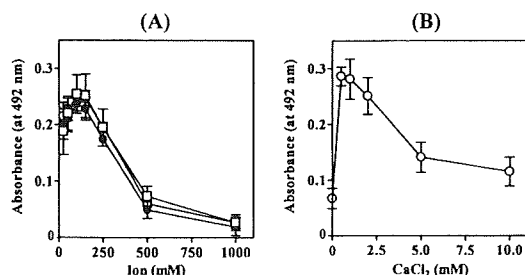 (A)
(B)
Absorbance (at 492 nm)
0.3
0.2
0.1
0
0 250 500 750 1000
Ion (mM)
Absorbance (at 492 nm)
0.3
0.2
0.1
0
0 2.5 5.0 7.5 10.0
CaCl₂ (mM)